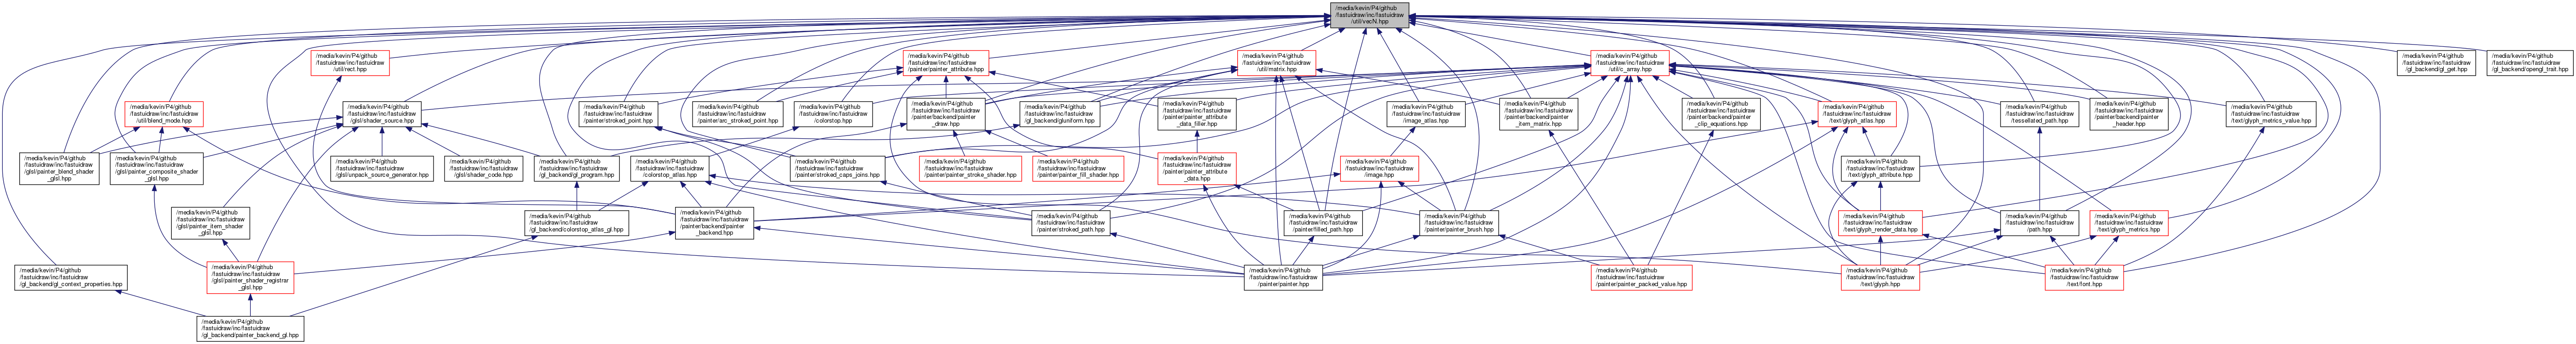 /media/kevin/P4/github
/fastuidraw/inc/fastuidraw
/util/vecN.hpp
/media/kevin/P4/github
/fastuidraw/inc/fastuidraw
/util/rect.hpp
/media/kevin/P4/github
/fastuidraw/inc/fastuidraw
/painter/painter_attribute.hpp
/media/kevin/P4/github
/fastuidraw/inc/fastuidraw
/util/matrix.hpp
/media/kevin/P4/github
/fastuidraw/inc/fastuidraw
/util/c_array.hpp
/media/kevin/P4/github
/fastuidraw/inc/fastuidraw
/gl_backend/gl_get.hpp
/media/kevin/P4/github
/fastuidraw/inc/fastuidraw
/gl_backend/opengl_trait.hpp
/media/kevin/P4/github
/fastuidraw/inc/fastuidraw
/util/blend_mode.hpp
/media/kevin/P4/github
/fastuidraw/inc/fastuidraw
/glsl/shader_source.hpp
/media/kevin/P4/github
/fastuidraw/inc/fastuidraw
/painter/stroked_point.hpp
/media/kevin/P4/github
/fastuidraw/inc/fastuidraw
/painter/arc_stroked_point.hpp
/media/kevin/P4/github
/fastuidraw/inc/fastuidraw
/colorstop.hpp
/media/kevin/P4/github
/fastuidraw/inc/fastuidraw
/painter/backend/painter
_draw.hpp
/media/kevin/P4/github
/fastuidraw/inc/fastuidraw
/gl_backend/gluniform.hpp
/media/kevin/P4/github
/fastuidraw/inc/fastuidraw
/painter/painter_attribute
_data_filler.hpp
/media/kevin/P4/github
/fastuidraw/inc/fastuidraw
/image_atlas.hpp
/media/kevin/P4/github
/fastuidraw/inc/fastuidraw
/painter/backend/painter
_item_matrix.hpp
/media/kevin/P4/github
/fastuidraw/inc/fastuidraw
/painter/backend/painter
_clip_equations.hpp
/media/kevin/P4/github
/fastuidraw/inc/fastuidraw
/text/glyph_atlas.hpp
/media/kevin/P4/github
/fastuidraw/inc/fastuidraw
/tessellated_path.hpp
/media/kevin/P4/github
/fastuidraw/inc/fastuidraw
/painter/backend/painter
_header.hpp
/media/kevin/P4/github
/fastuidraw/inc/fastuidraw
/text/glyph_metrics_value.hpp
/media/kevin/P4/github
/fastuidraw/inc/fastuidraw
/glsl/painter_blend_shader
_glsl.hpp
/media/kevin/P4/github
/fastuidraw/inc/fastuidraw
/glsl/painter_composite_shader
_glsl.hpp
/media/kevin/P4/github
/fastuidraw/inc/fastuidraw
/glsl/unpack_source_generator.hpp
/media/kevin/P4/github
/fastuidraw/inc/fastuidraw
/glsl/shader_code.hpp
/media/kevin/P4/github
/fastuidraw/inc/fastuidraw
/gl_backend/gl_program.hpp
/media/kevin/P4/github
/fastuidraw/inc/fastuidraw
/colorstop_atlas.hpp
/media/kevin/P4/github
/fastuidraw/inc/fastuidraw
/painter/stroked_caps_joins.hpp
/media/kevin/P4/github
/fastuidraw/inc/fastuidraw
/painter/painter_stroke_shader.hpp
/media/kevin/P4/github
/fastuidraw/inc/fastuidraw
/painter/painter_fill_shader.hpp
/media/kevin/P4/github
/fastuidraw/inc/fastuidraw
/painter/painter_attribute
_data.hpp
/media/kevin/P4/github
/fastuidraw/inc/fastuidraw
/image.hpp
/media/kevin/P4/github
/fastuidraw/inc/fastuidraw
/text/glyph_attribute.hpp
/media/kevin/P4/github
/fastuidraw/inc/fastuidraw
/glsl/painter_item_shader
_glsl.hpp
/media/kevin/P4/github
/fastuidraw/inc/fastuidraw
/gl_backend/colorstop_atlas_gl.hpp
/media/kevin/P4/github
/fastuidraw/inc/fastuidraw
/painter/backend/painter
_backend.hpp
/media/kevin/P4/github
/fastuidraw/inc/fastuidraw
/painter/stroked_path.hpp
/media/kevin/P4/github
/fastuidraw/inc/fastuidraw
/painter/filled_path.hpp
/media/kevin/P4/github
/fastuidraw/inc/fastuidraw
/painter/painter_brush.hpp
/media/kevin/P4/github
/fastuidraw/inc/fastuidraw
/text/glyph_render_data.hpp
/media/kevin/P4/github
/fastuidraw/inc/fastuidraw
/path.hpp
/media/kevin/P4/github
/fastuidraw/inc/fastuidraw
/text/glyph_metrics.hpp
/media/kevin/P4/github
/fastuidraw/inc/fastuidraw
/gl_backend/gl_context_properties.hpp
/media/kevin/P4/github
/fastuidraw/inc/fastuidraw
/glsl/painter_shader_registrar
_glsl.hpp
/media/kevin/P4/github
/fastuidraw/inc/fastuidraw
/painter/painter.hpp
/media/kevin/P4/github
/fastuidraw/inc/fastuidraw
/painter/painter_packed_value.hpp
/media/kevin/P4/github
/fastuidraw/inc/fastuidraw
/text/glyph.hpp
/media/kevin/P4/github
/fastuidraw/inc/fastuidraw
/text/font.hpp
/media/kevin/P4/github
/fastuidraw/inc/fastuidraw
/gl_backend/painter_backend_gl.hpp